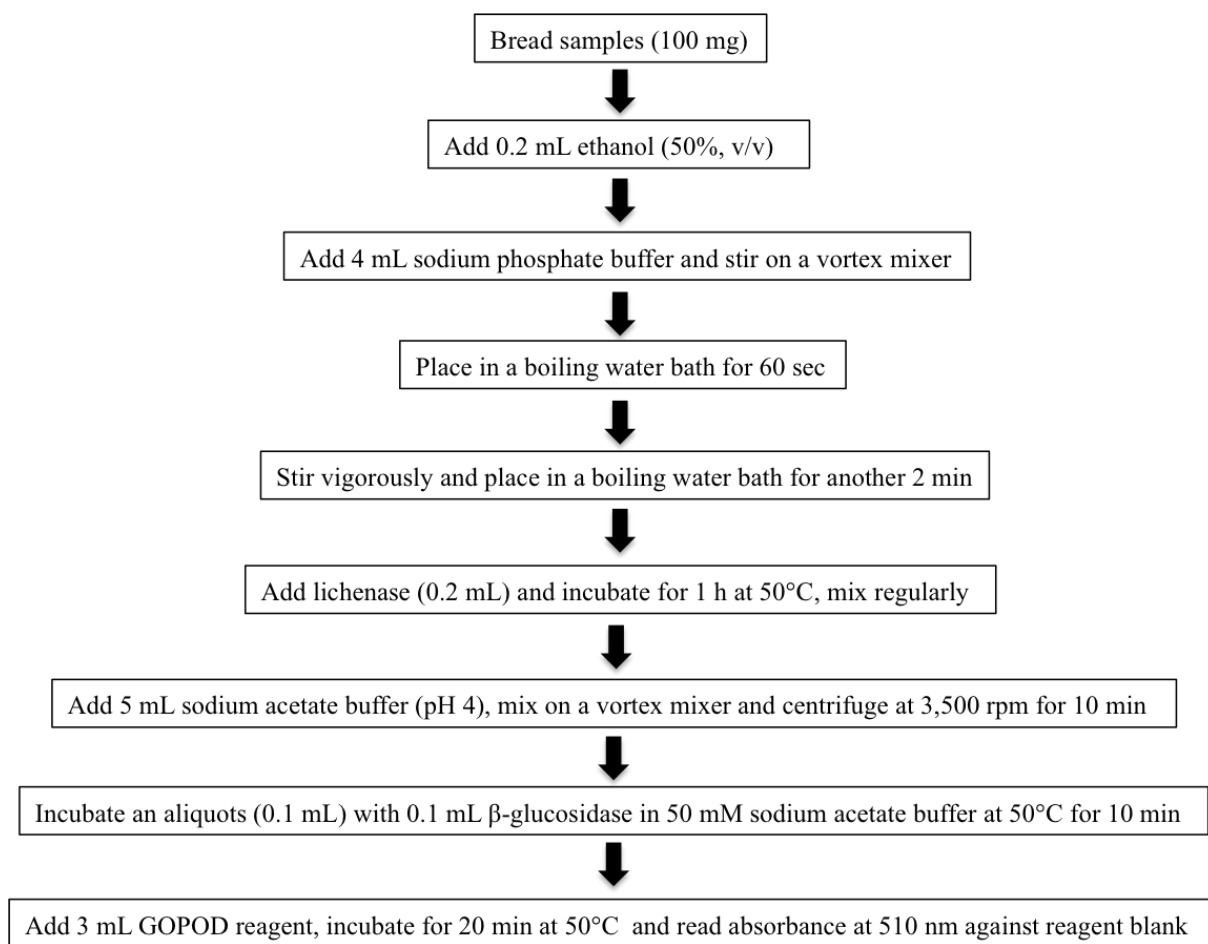 Bread samples (100 mg)
Add 0.2 mL ethanol (50%, v/v)
Add 4 mL sodium phosphate buffer and stir on a vortex mixer
Place in a boiling water bath for 60 sec
Stir vigorously and place in a boiling water bath for another 2 min
Add lichenase (0.2 mL) and incubate for 1 h at 50°C, mix regularly
Add 5 mL sodium acetate buffer (pH 4), mix on a vortex mixer and centrifuge at 3,500 rpm for 10 min
Incubate an aliquots (0.1 mL) with 0.1 mL β-glucosidase in 50 mM sodium acetate buffer at 50°C for 10 min
Add 3 mL GOPOD reagent, incubate for 20 min at 50°C and read absorbance at 510 nm against reagent blank